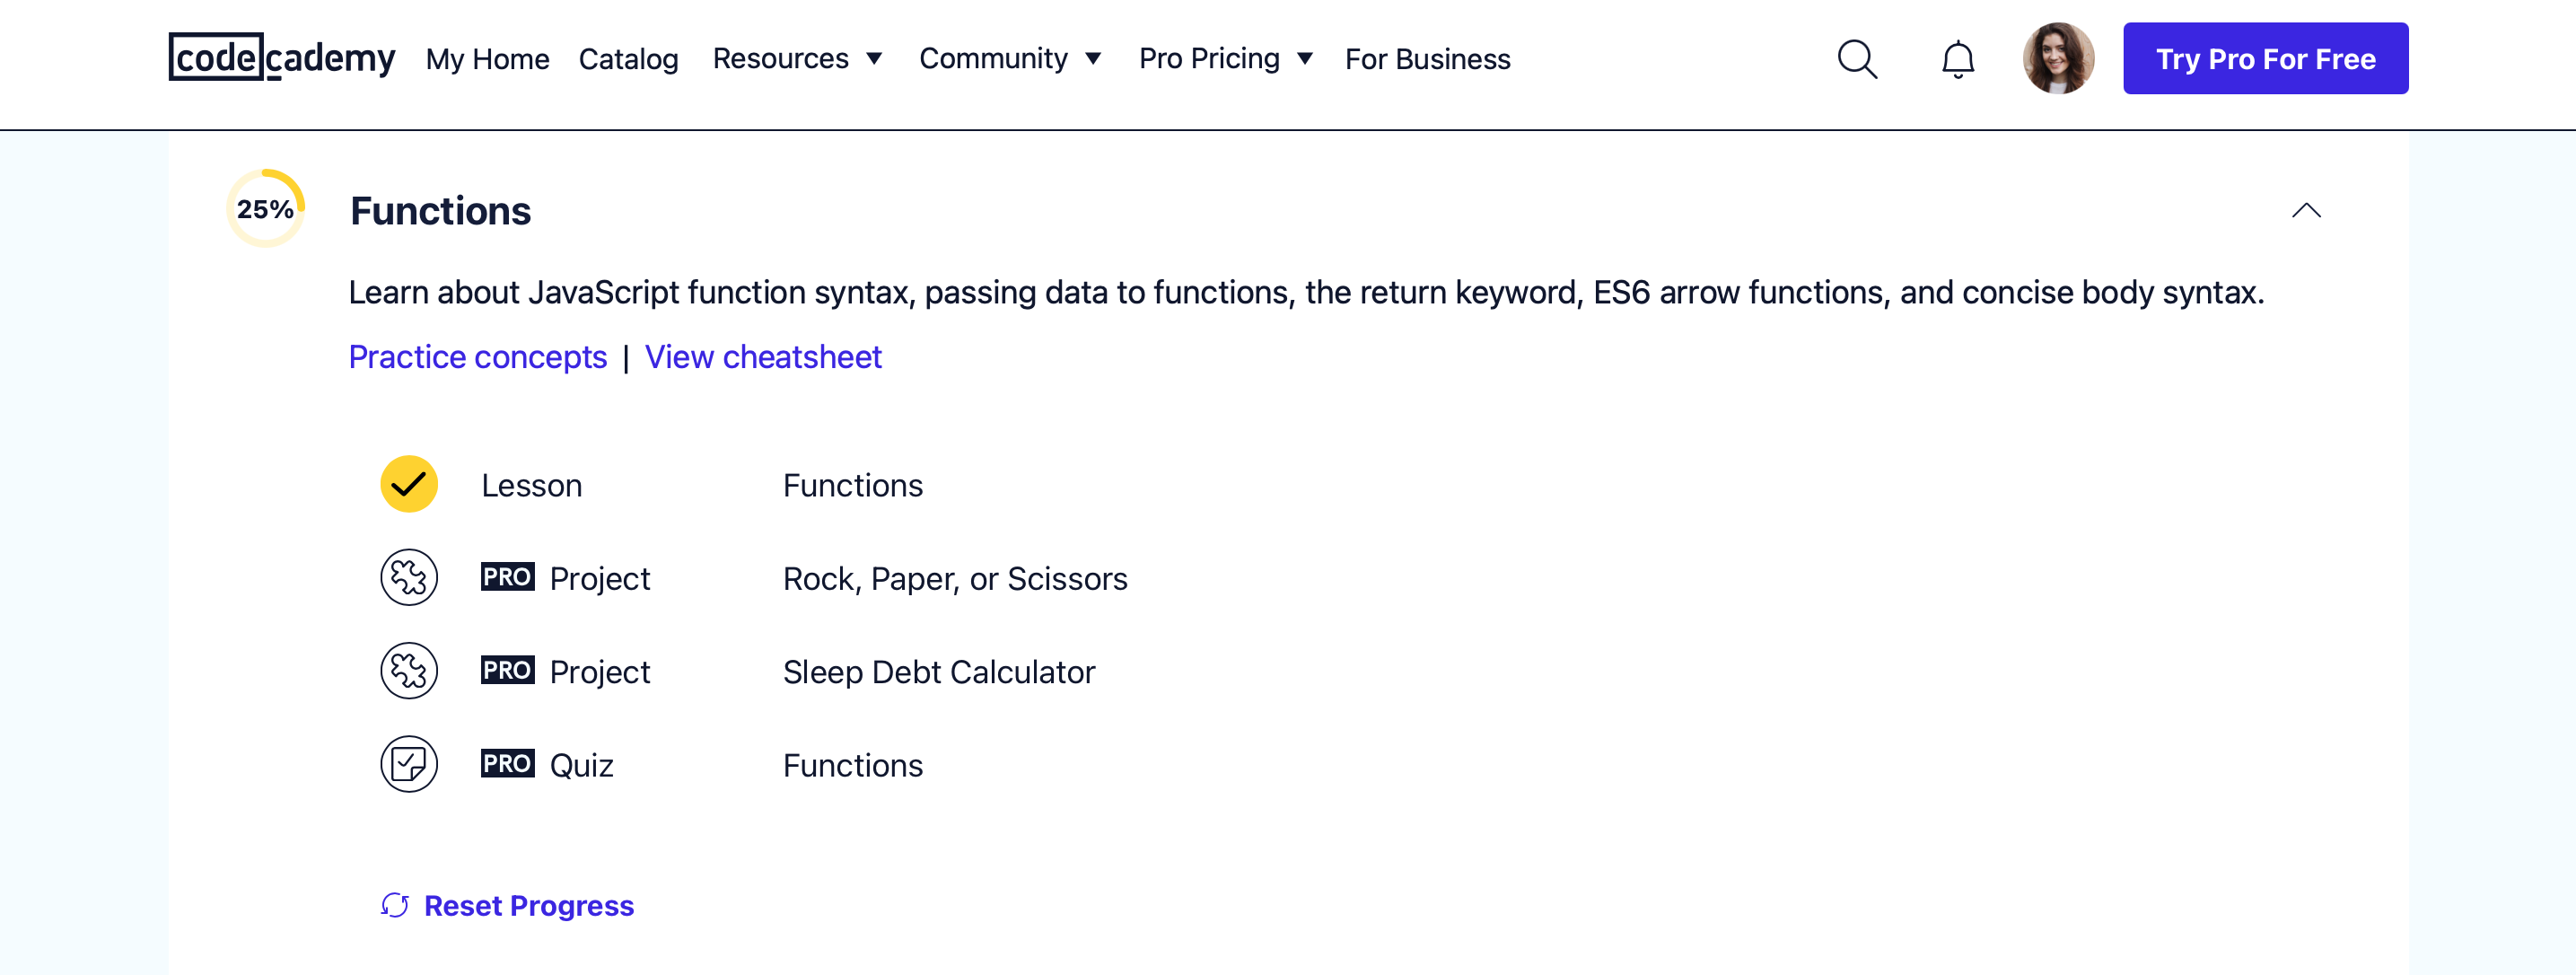 codecademy My Home Catalog Resources Community Pro Pricing For Business Try Pro For Free
25% Functions
Learn about JavaScript function syntax, passing data to functions, the return keyword, ES6 arrow functions, and concise body syntax.
Practice concepts | View cheatsheet
Lesson Functions
PRO Project Rock, Paper, or Scissors
PRO Project Sleep Debt Calculator
PRO Quiz Functions
Reset Progress